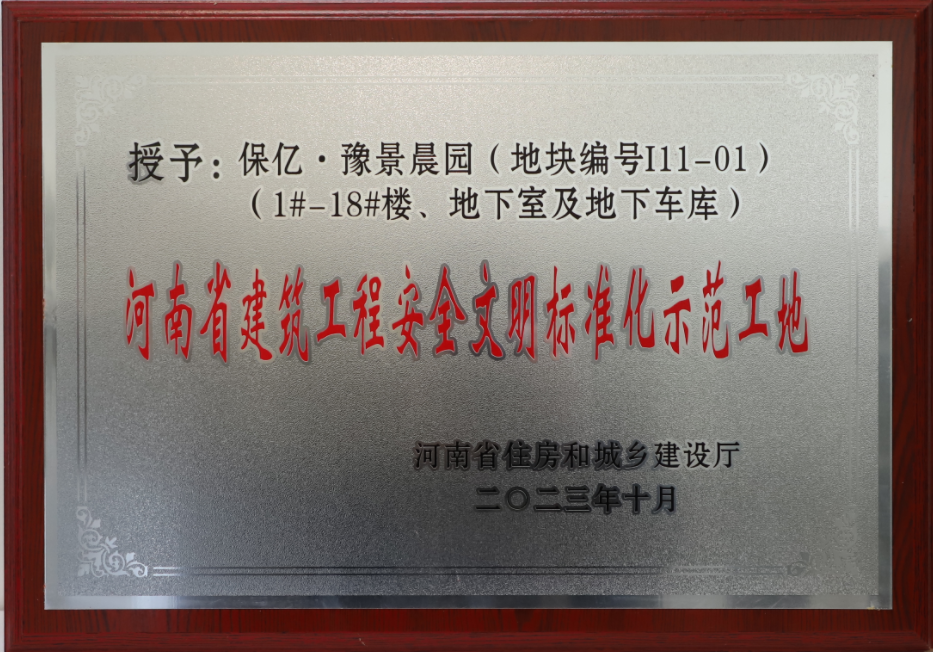 授予：保亿·豫景晨园（地块编号I11-01）
（1#-18#楼、地下室及地下车库）
河南省建筑工程安全文明标准化示范工地
河南省住房和城乡建设厅
二〇二三年十月